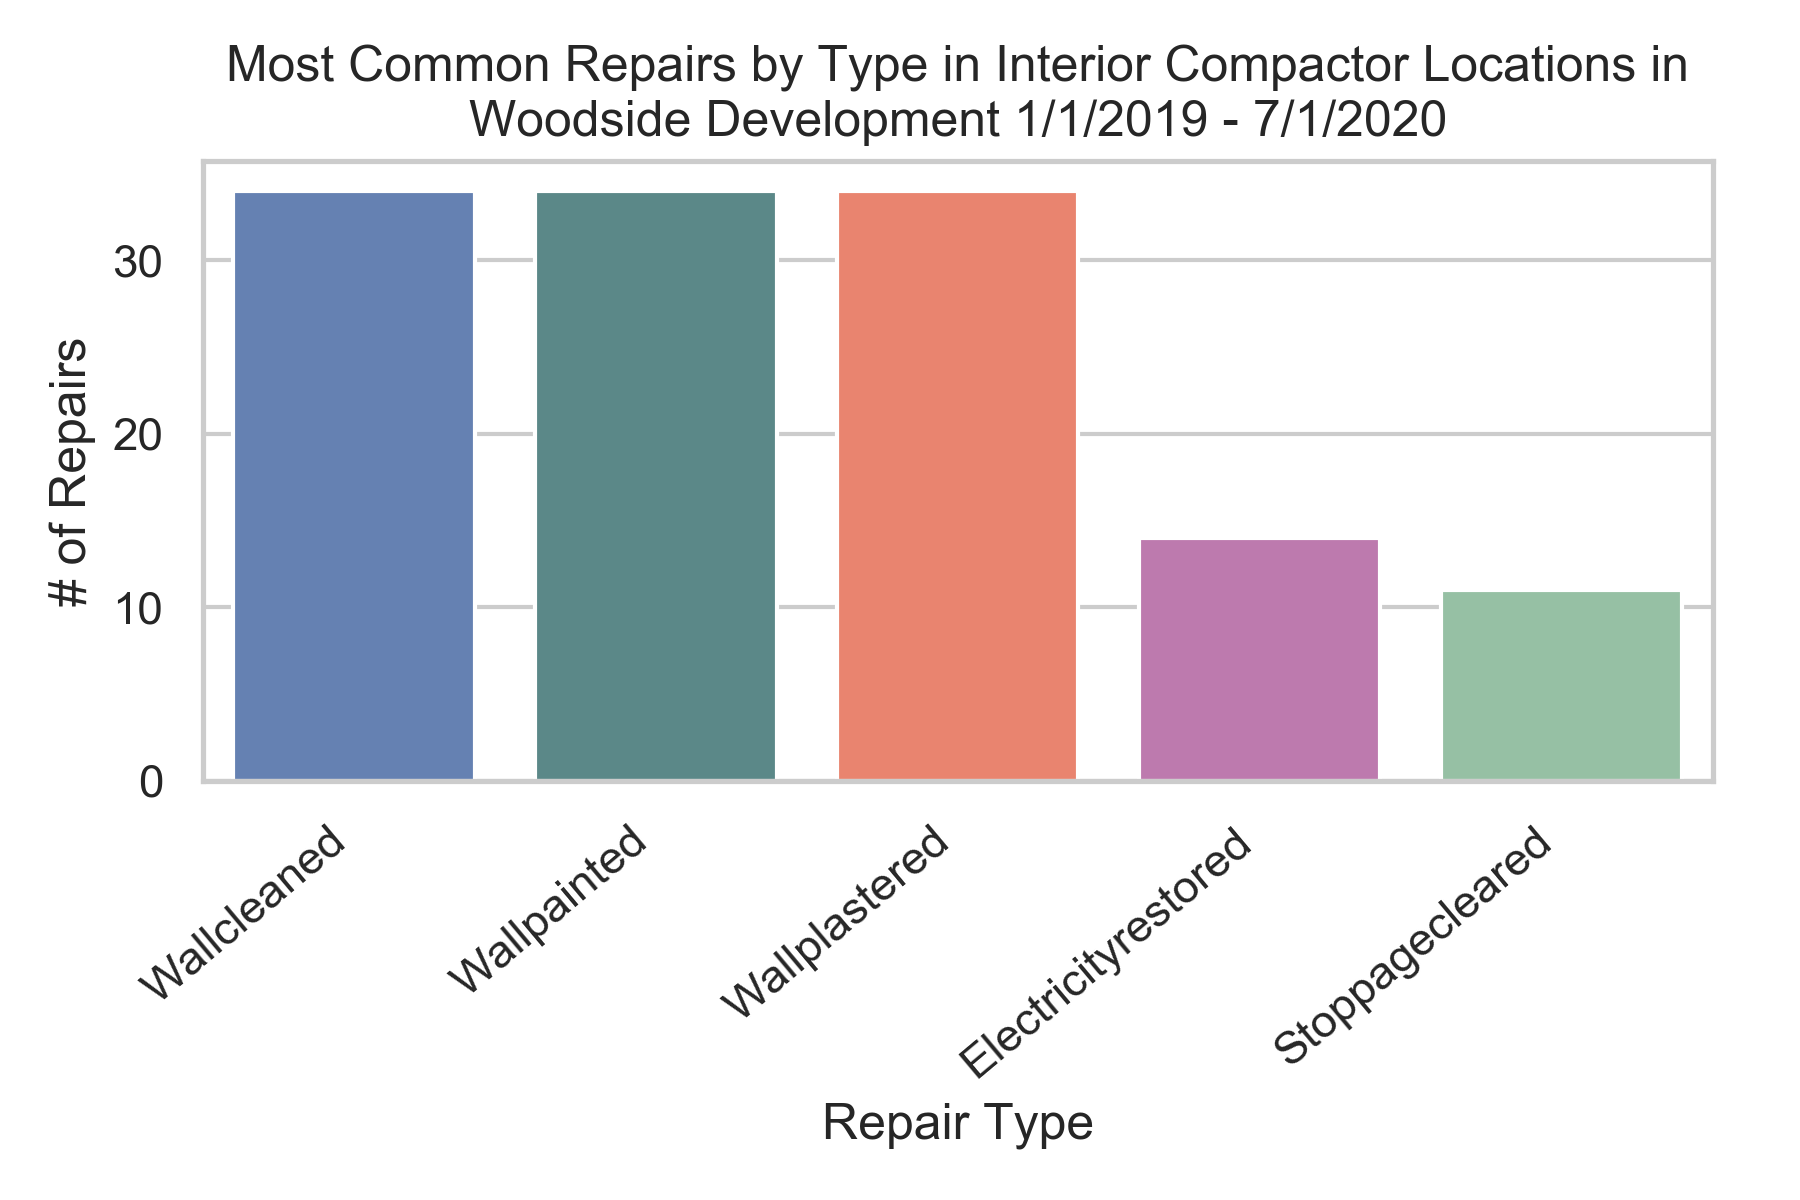 Most Common Repairs by Type in Interior Compactor Locations in
Woodside Development 1/1/2019 - 7/1/2020
# of Repairs
30
20
10
0
Wallcleaned
Wallpainted
Wallplastered
Electricityrestored
Stoppagecleared
Repair Type